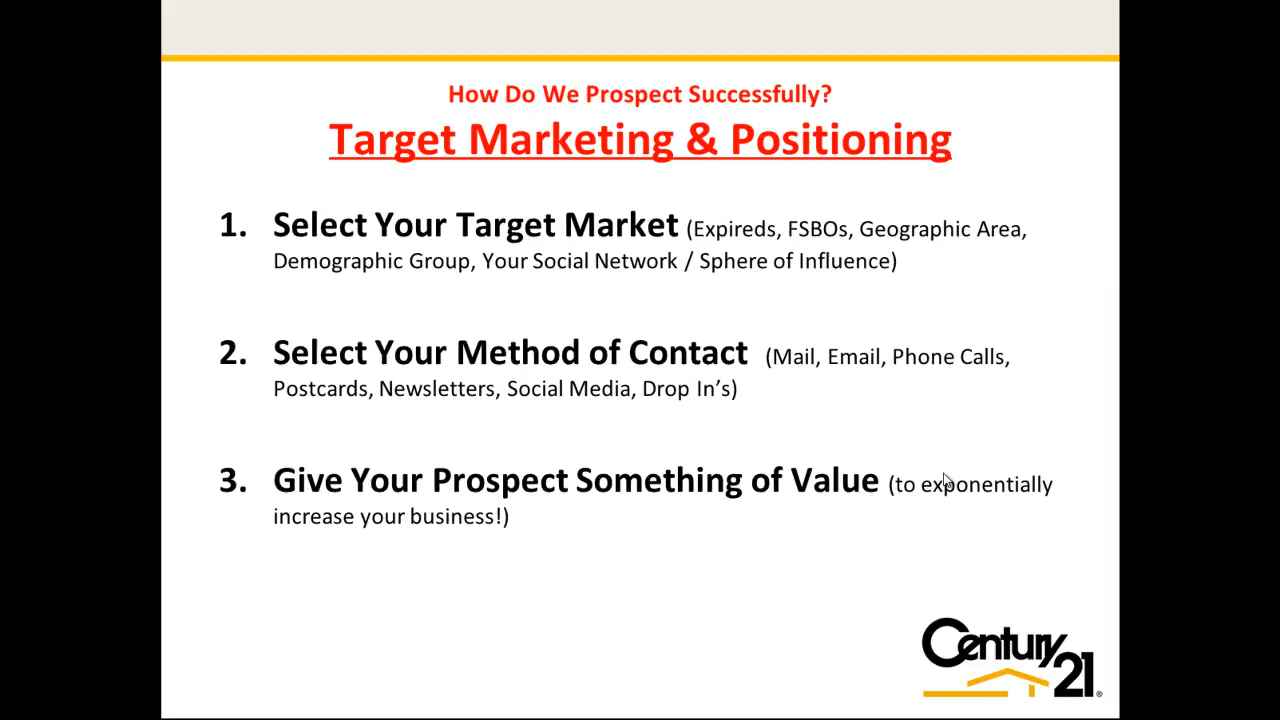 How Do We Prospect Successfully?
Target Marketing & Positioning
1. Select Your Target Market (Expireds, FSBOs, Geographic Area,
Demographic Group, Your Social Network / Sphere of Influence)
2. Select Your Method of Contact (Mail, Email, Phone Calls,
Postcards, Newsletters, Social Media, Drop In’s)
3. Give Your Prospect Something of Value (to exponentially
increase your business!)
Century
21®